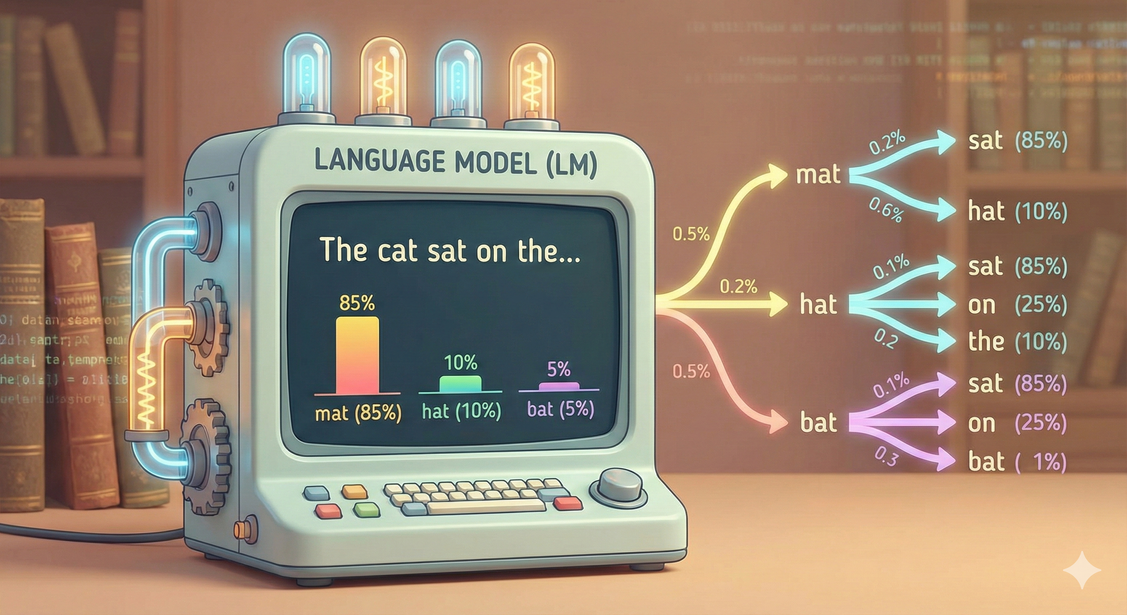 LANGUAGE MODEL (LM)
The cat sat on the...
85%
10%
5%
mat (85%)
hat (10%)
bat (5%)
0.5%
0.2%
0.5%
mat
0.2%
0.6%
sat (85%)
hat (10%)
hat
0.1%
0.2
sat (85%)
on (25%)
the (10%)
bat
0.1%
0.3
sat (85%)
on (25%)
bat ( 1%)